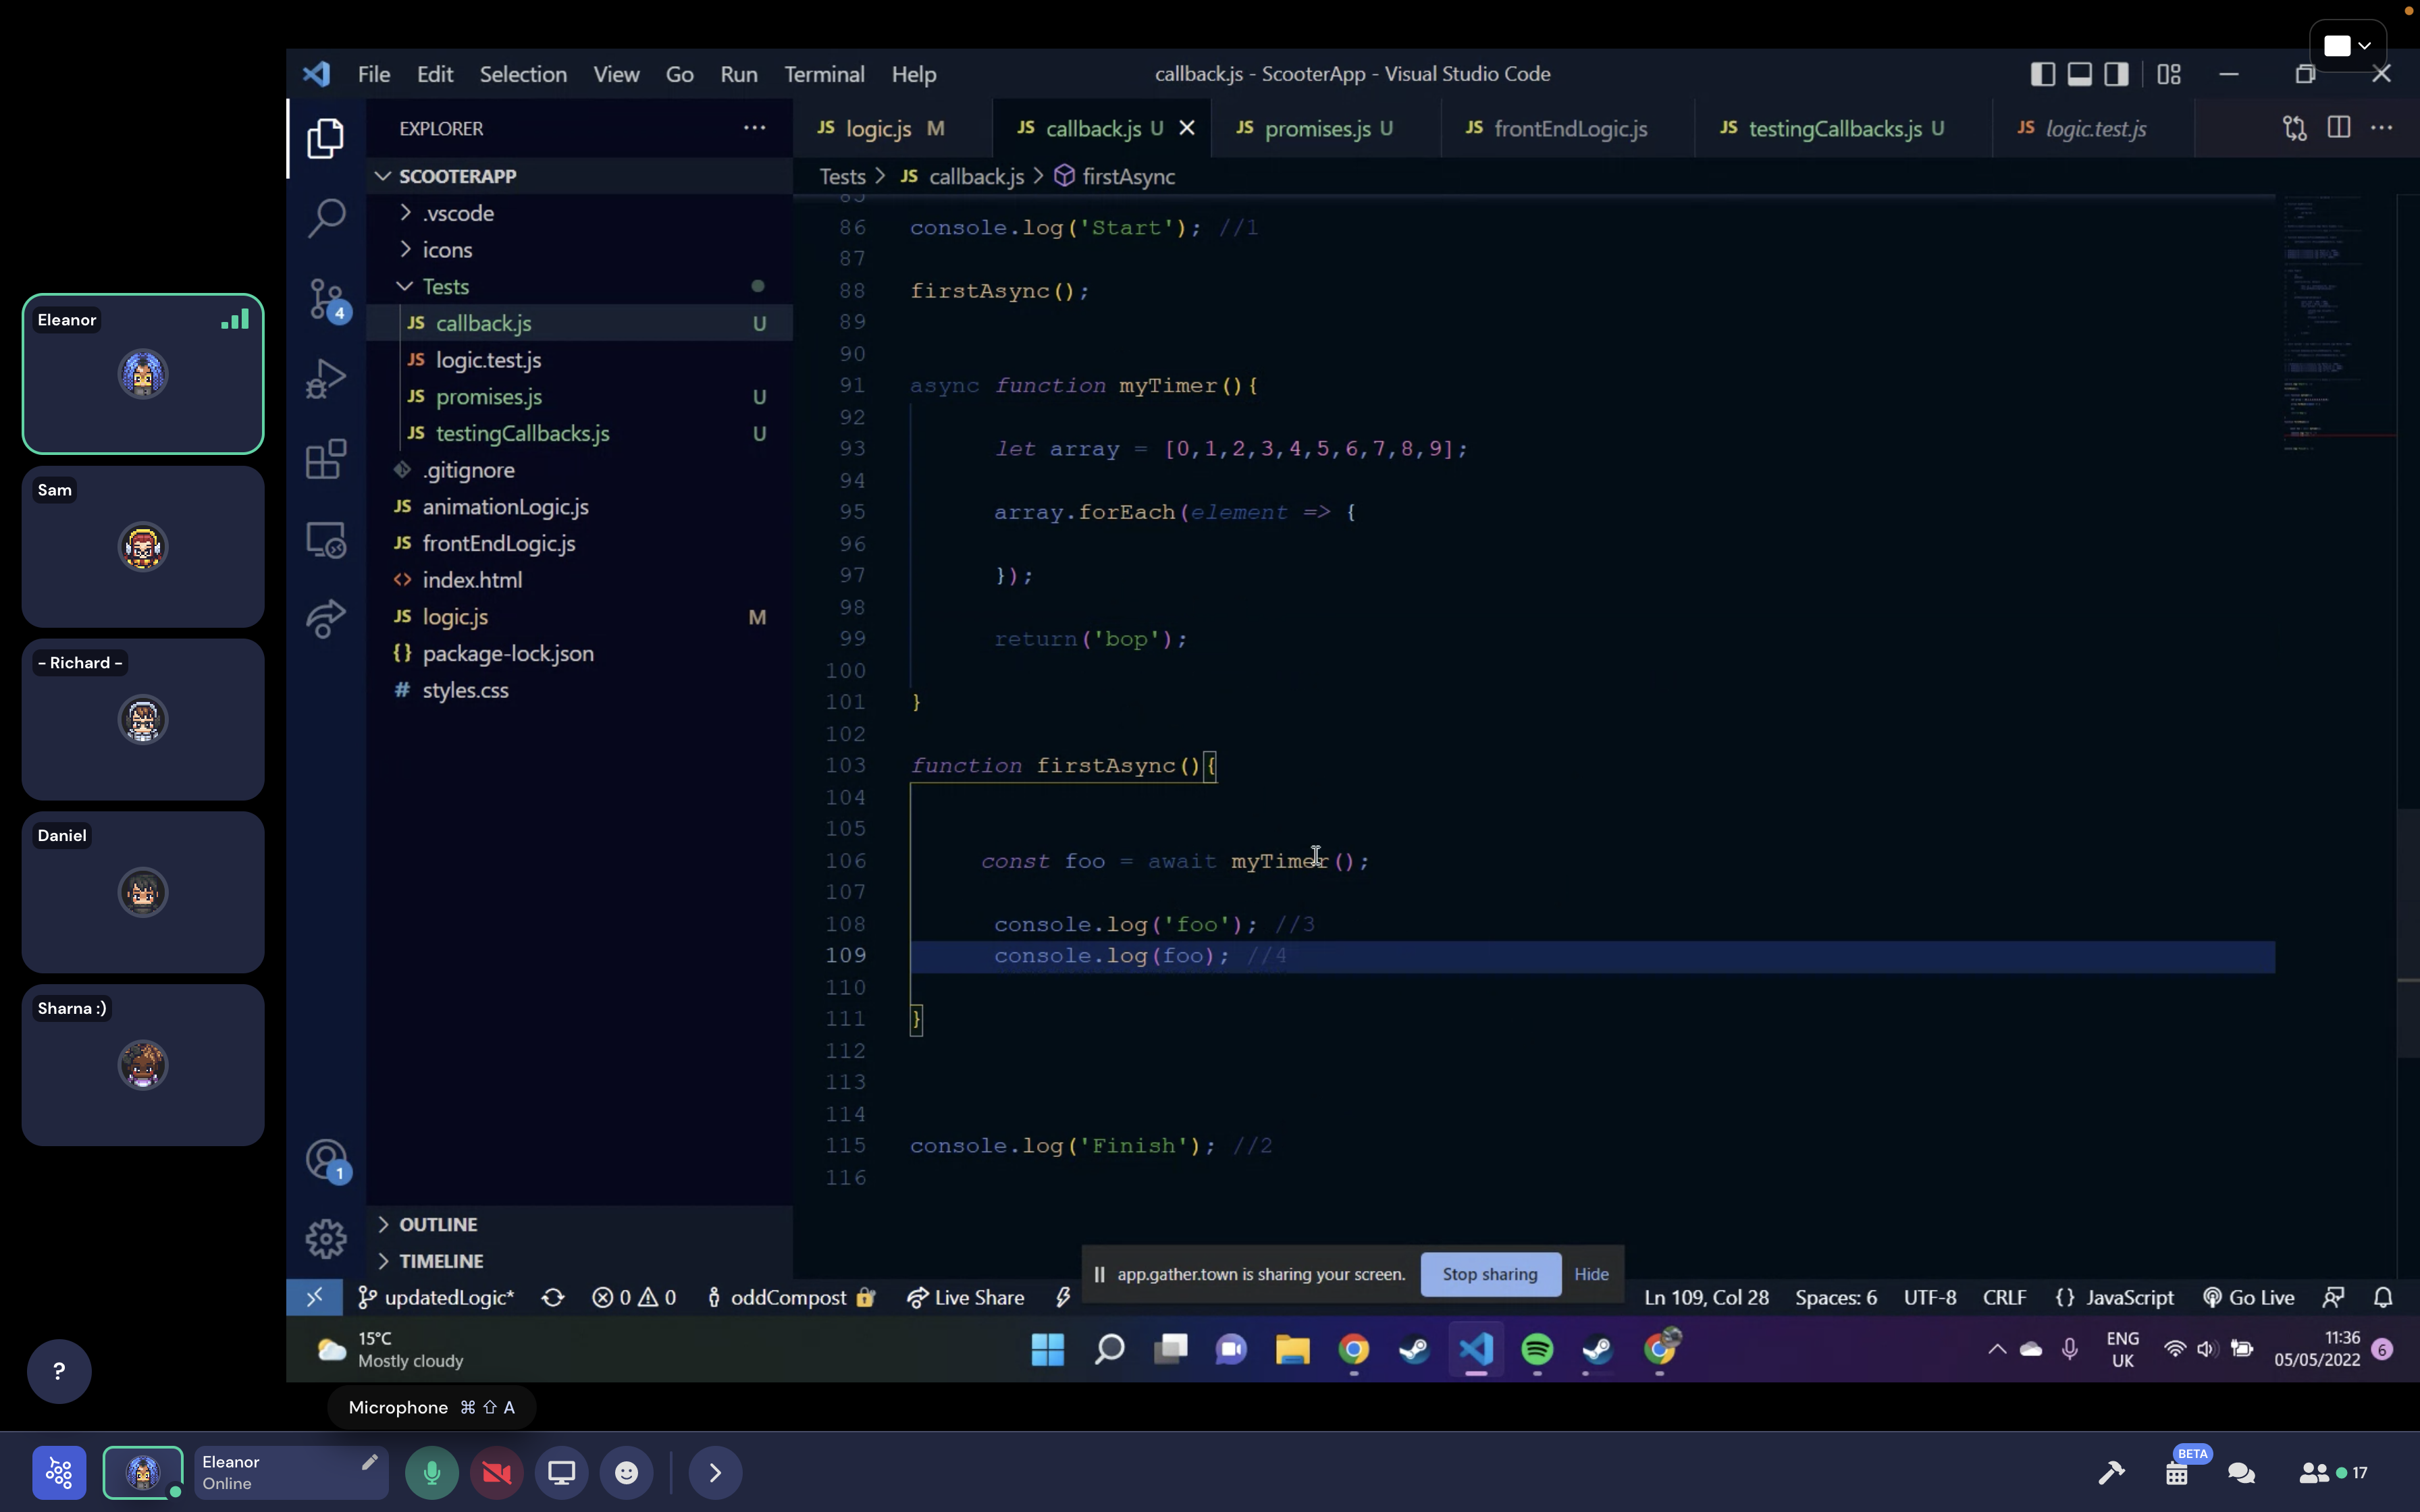 File Edit Selection View Go Run Terminal Help
callback.js - ScooterApp - Visual Studio Code
EXPLORER
SCOOTERAPP
.vscode
icons
Tests
JS callback.js U
JS logic.test.js
JS promises.js U
JS testingCallbacks.js U
.gitignore
JS animationLogic.js
JS frontEndLogic.js
<> index.html
JS logic.js M
{} package-lock.json
# styles.css
OUTLINE
TIMELINE
4
1
JS logic.js M
JS callback.js U
JS promises.js U
JS frontEndLogic.js
JS testingCallbacks.js U
JS logic.test.js
Tests > JS callback.js > firstAsync
85
86 console.log('Start'); //1
87
88 firstAsync();
89
90
91 async function myTimer(){
92
93 let array = [0,1,2,3,4,5,6,7,8,9];
94
95 array.forEach(element => {
96
97 });
98
99 return('bop');
100
101 }
102
103 function firstAsync(){
104
105
106 const foo = await myTimer();
107
108 console.log('foo'); //3
109 console.log(foo); //4
110
111 }
112
113
114
115 console.log('Finish'); //2
116
app.gather.town is sharing your screen. Stop sharing Hide
updatedLogic* 0 0 oddCompost Live Share
Ln 109, Col 28 Spaces: 6 UTF-8 CRLF {} JavaScript Go Live
15°C
Mostly cloudy
ENG
UK
11:36
05/05/2022
6
Eleanor
Sam
- Richard -
Daniel
Sharna :)
?
Microphone ⌘ ⇧ A
Eleanor
Online
BETA
17